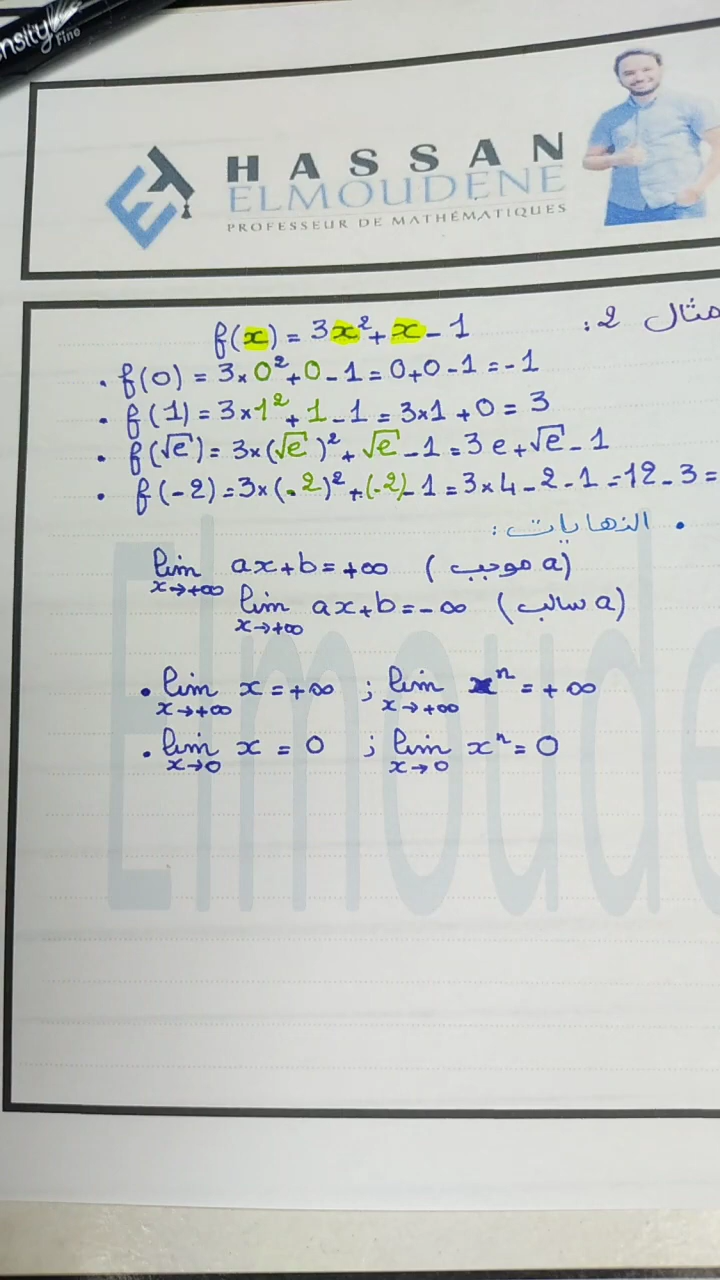 ensity
Fine
HASSAN
ELMOUDENE
PROFESSEUR DE MATHÉMATIQUES
مثال 2:
f(x) = 3x²+x-1
• f(0) = 3×0²+0-1=0+0-1=-1
• f(1)=3×1²+1-1=3×1+0=3
• f(√e)=3×(√e)²+√e-1=3e+√e-1
• f(-2)=3×(-2)²+(-2)-1=3×4-2-1=12-3=
• النهايات:
lim ax+b=+∞ (a موجب)
x→+∞
lim ax+b=-∞ (a سالب)
x→+∞
• lim x=+∞ ; lim xⁿ=+∞
x→+∞ x→+∞
• lim x = 0 ; lim xⁿ=0
x→0 x→0
Elmoude